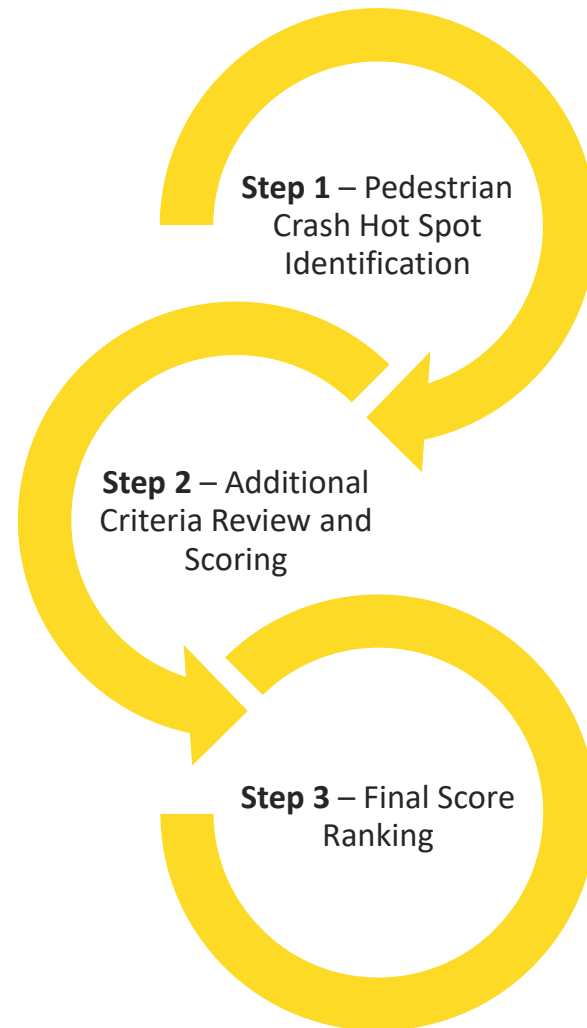 Step 1 – Pedestrian
Crash Hot Spot
Identification
Step 2 – Additional
Criteria Review and
Scoring
Step 3 – Final Score
Ranking